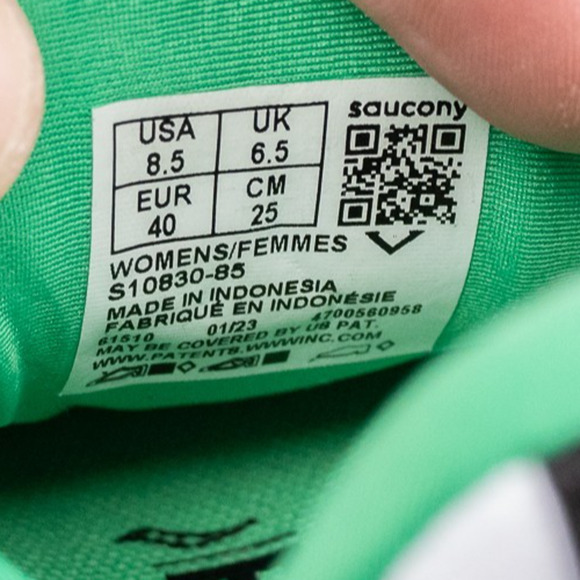 saucony
USA 8.5 UK 6.5
EUR 40 CM 25
WOMENS/FEMMES
S10830-85
MADE IN INDONESIA
FABRIQUÉ EN INDONÉSIE
61510 01/23 4700560958
MAY BE COVERED BY US PAT.
WWW.PATENTS.WWWINC.COM